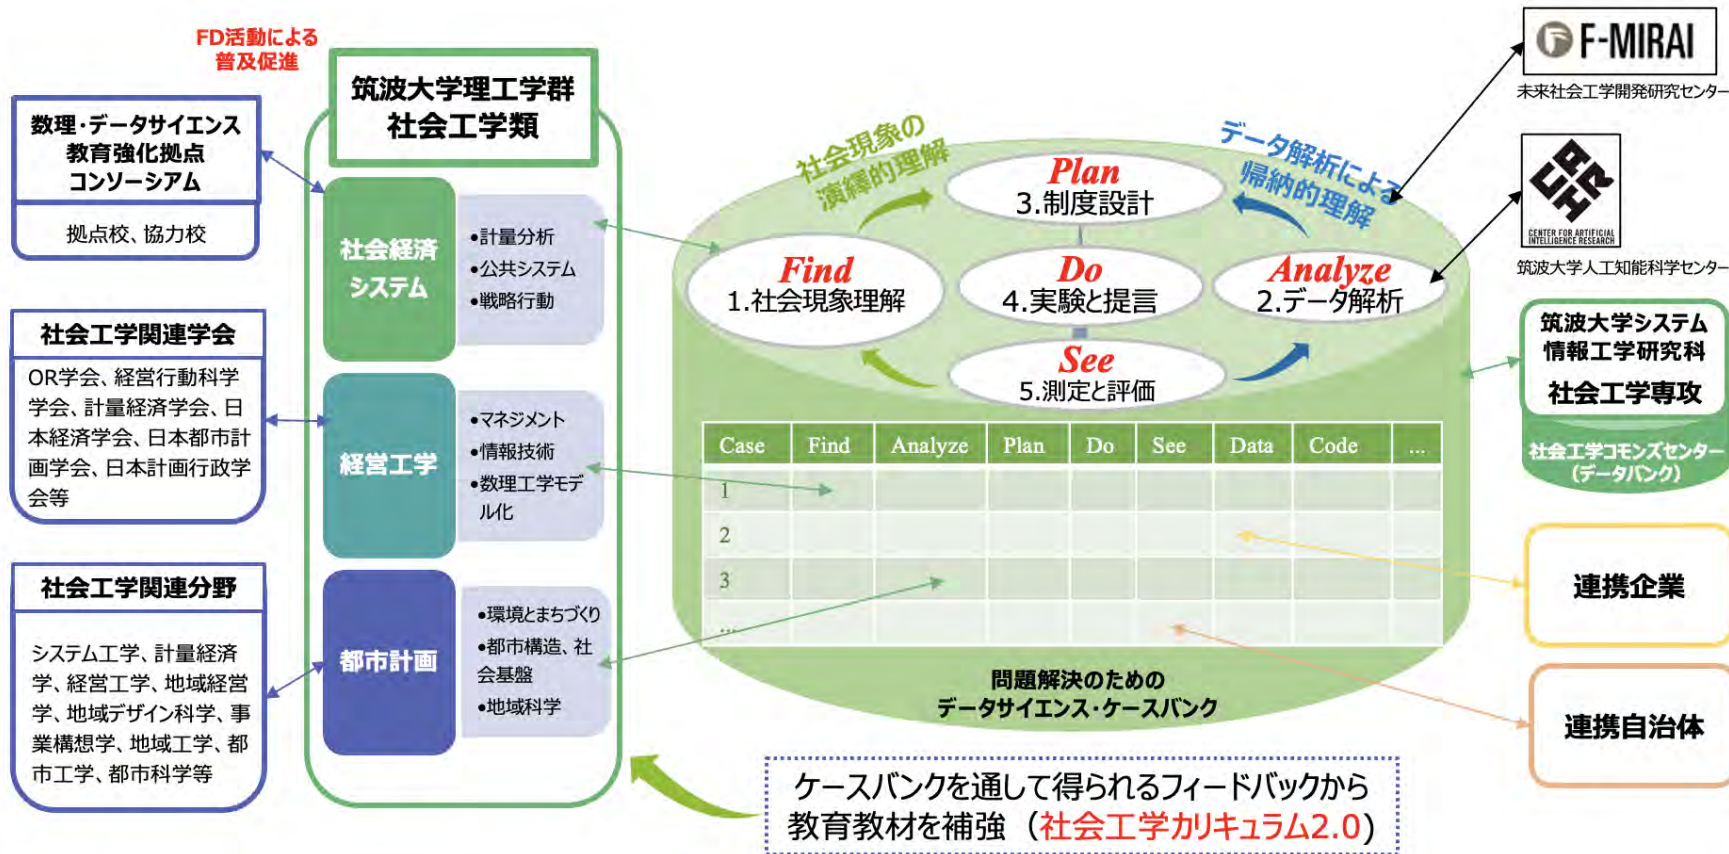 FD活動による
普及促進
数理・データサイエンス
教育強化拠点
コンソーシアム
拠点校、協力校
社会工学関連学会
OR学会、経営行動科学
学会、計量経済学会、日
本経済学会、日本都市計
画学会、日本計画行政学
会等
社会工学関連分野
システム工学、計量経済
学、経営工学、地域経営
学、地域デザイン科学、事
業構想学、地域工学、都
市工学、都市科学等
筑波大学理工学群
社会工学類
社会経済
システム
•計量分析
•公共システム
•戦略行動
経営工学
•マネジメント
•情報技術
•数理工学モデ
ル化
都市計画
•環境とまちづくり
•都市構造、社
会基盤
•地域科学
社会現象の
演繹的理解
データ解析による
帰納的理解
Plan
3.制度設計
Find
1.社会現象理解
Do
4.実験と提言
Analyze
2.データ解析
See
5.測定と評価
Case Find Analyze Plan Do See Data Code ...
1
2
3
...
問題解決のための
データサイエンス・ケースバンク
ケースバンクを通して得られるフィードバックから
教育教材を補強（社会工学カリキュラム2.0）
F-MIRAI
未来社会工学開発研究センター
CAIR
CENTER FOR ARTIFICIAL
INTELLIGENCE RESEARCH
筑波大学人工知能科学センター
筑波大学システム
情報工学研究科
社会工学専攻
社会工学コモンズセンター
（データバンク）
連携企業
連携自治体